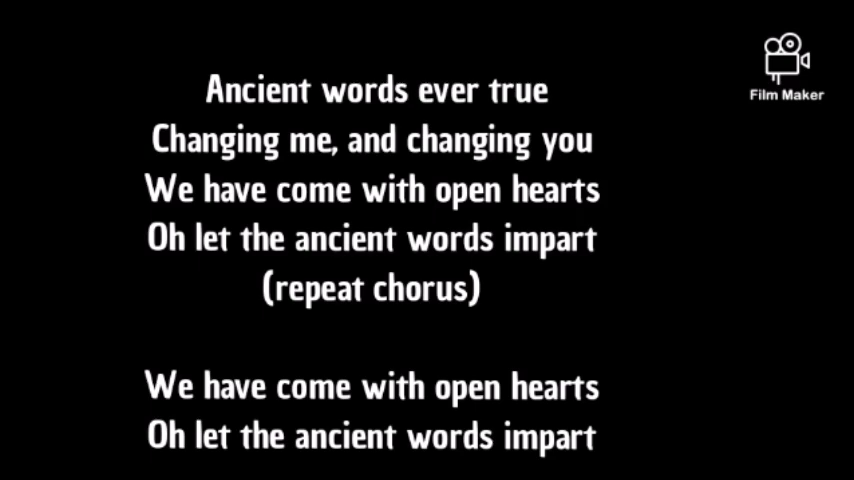 Film Maker
Ancient words ever true
Changing me, and changing you
We have come with open hearts
Oh let the ancient words impart
(repeat chorus)
We have come with open hearts
Oh let the ancient words impart